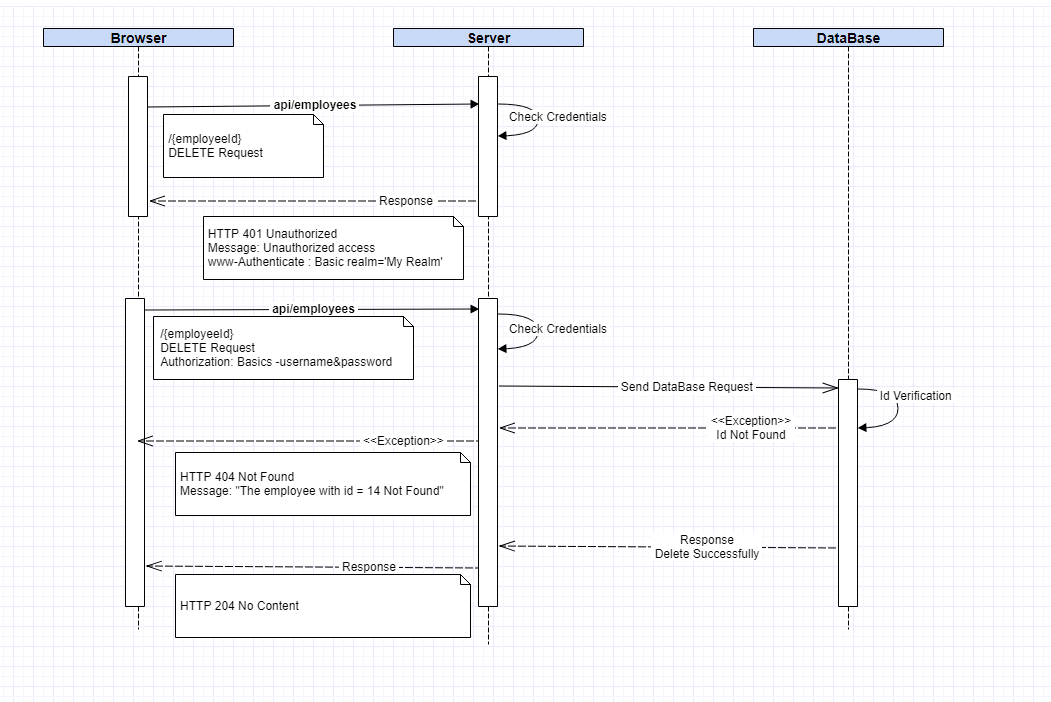 Browser
Server
DataBase
api/employees
Check Credentials
/{employeeId}
DELETE Request
Response
HTTP 401 Unauthorized
Message: Unauthorized access
www-Authenticate : Basic realm='My Realm'
api/employees
Check Credentials
/{employeeId}
DELETE Request
Authorization: Basics -username&password
Send DataBase Request
Id Verification
<<Exception>>
Id Not Found
<<Exception>>
HTTP 404 Not Found
Message: "The employee with id = 14 Not Found"
Response
Delete Successfully
Response
HTTP 204 No Content